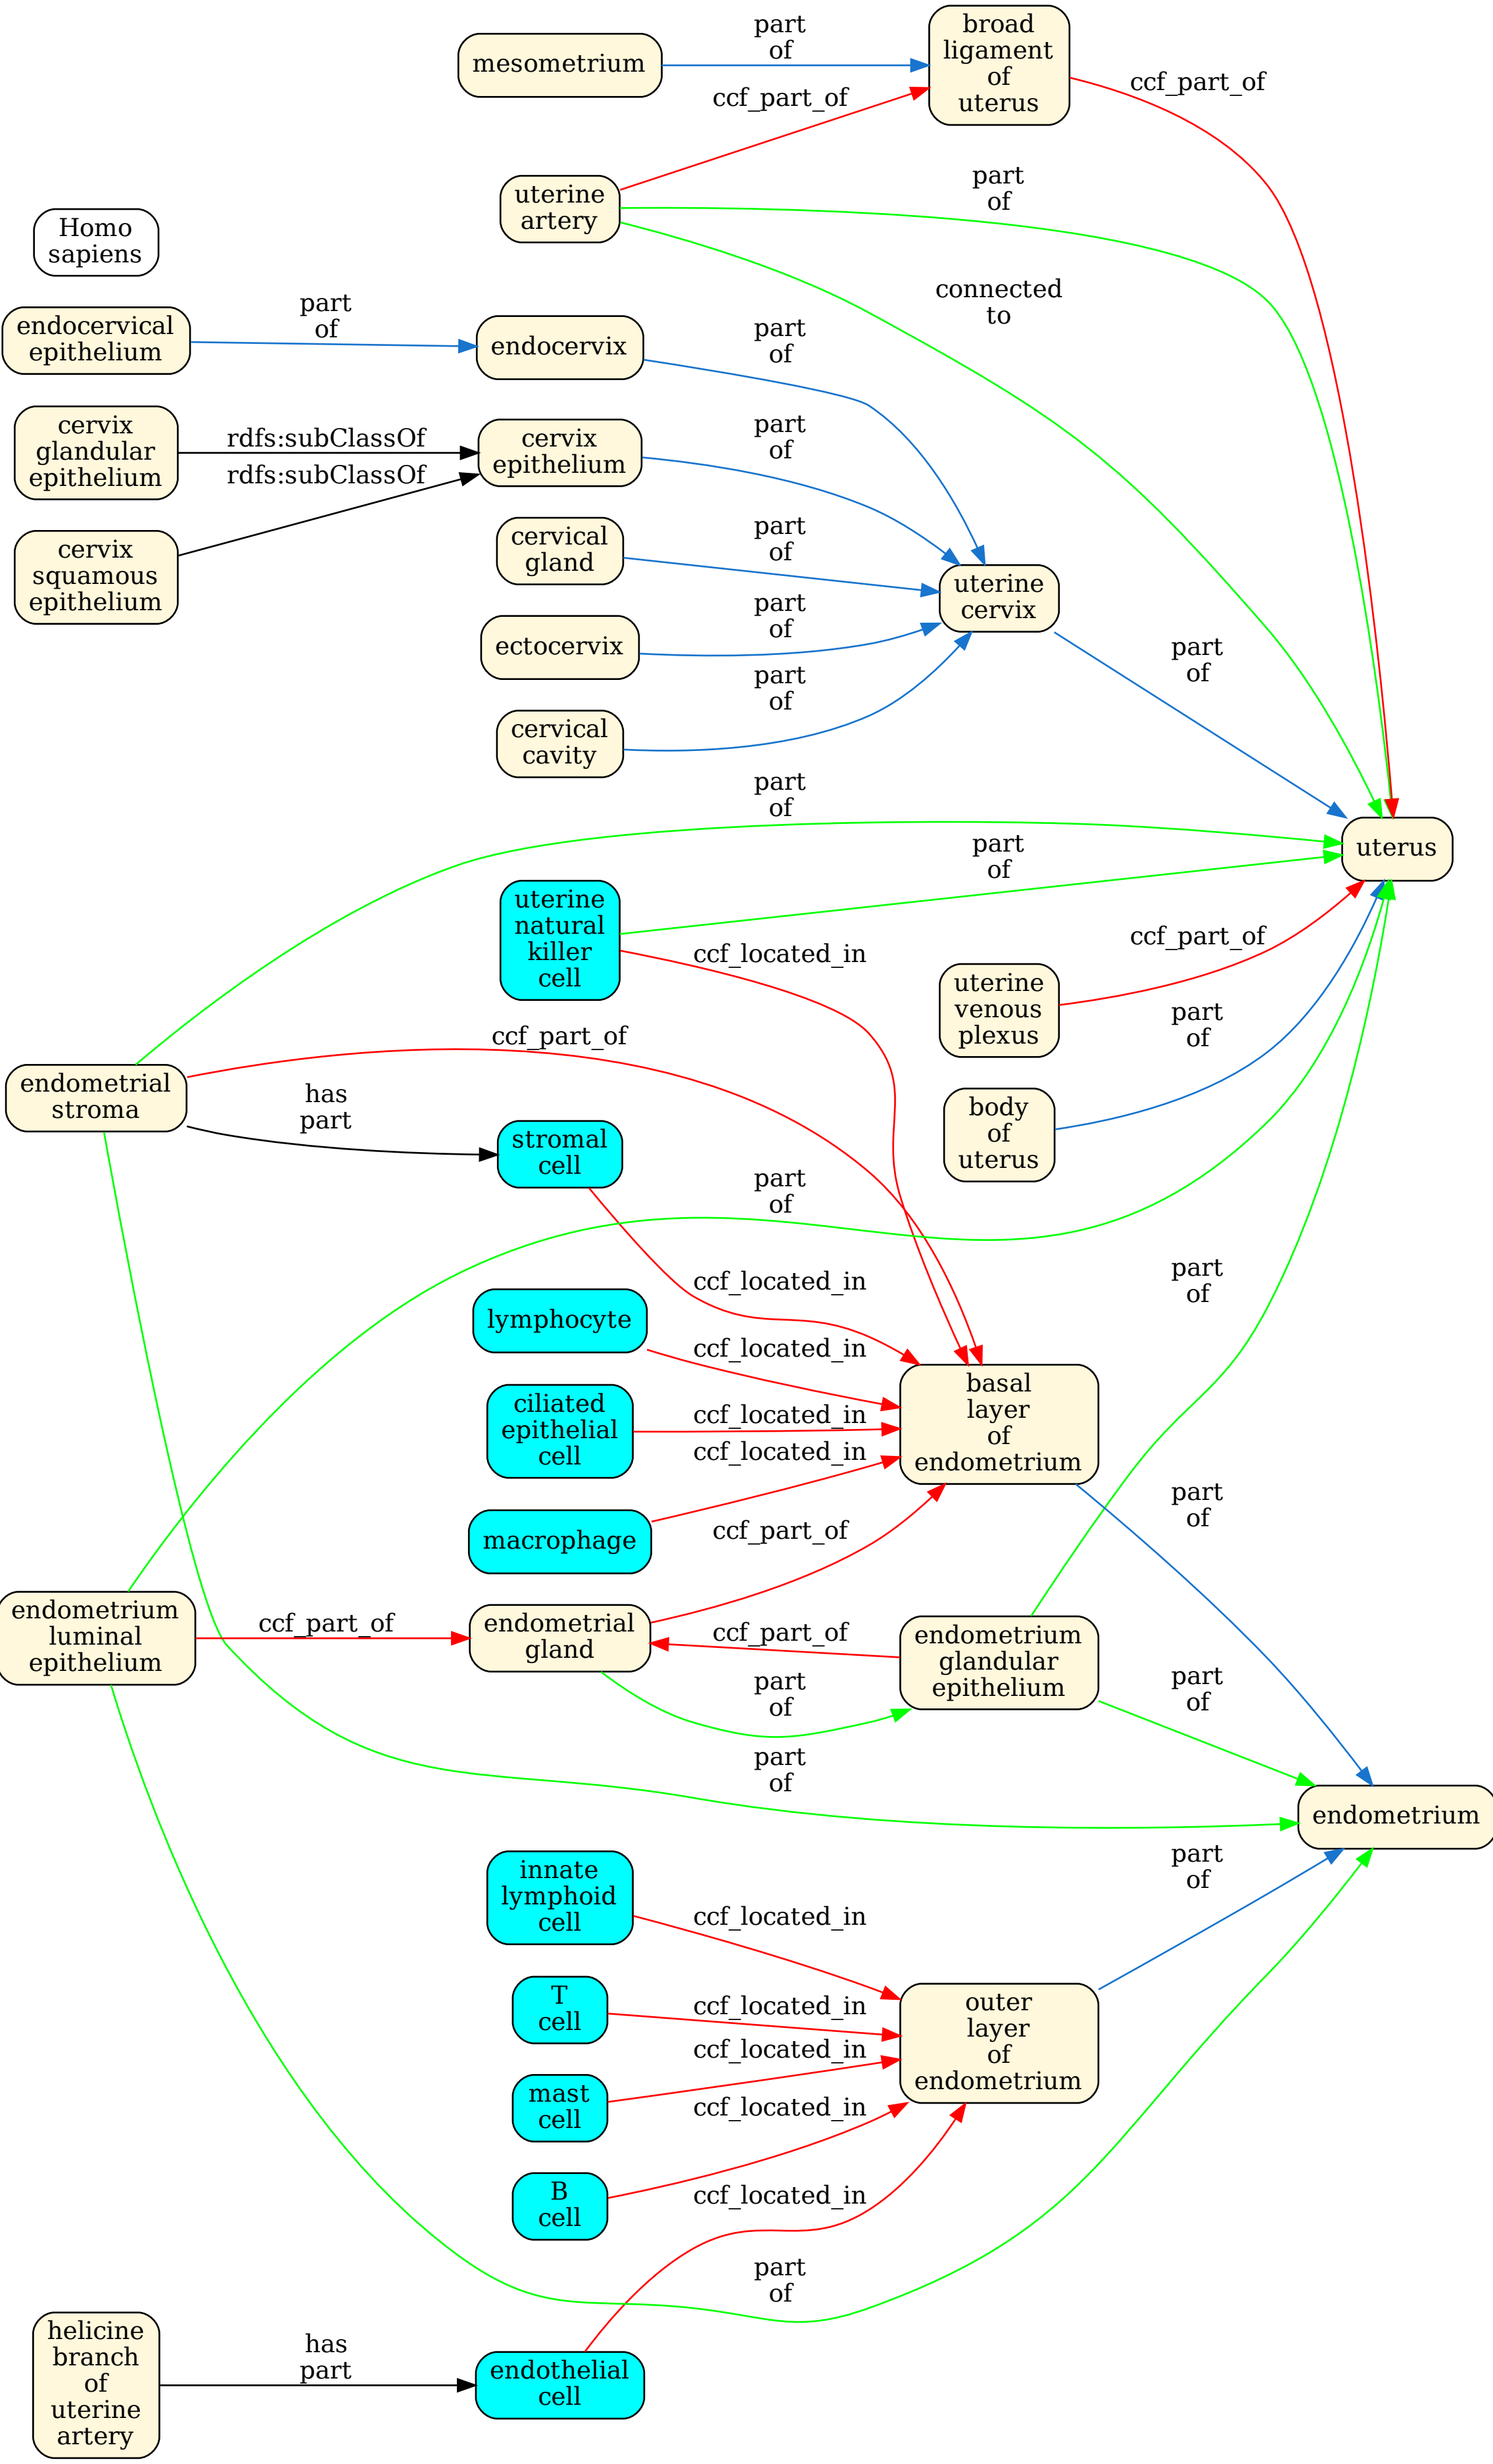 mesometrium
part
of
broad
ligament
of
uterus
ccf_part_of
ccf_part_of
uterine
artery
part
of
connected
to
Homo
sapiens
endocervical
epithelium
part
of
endocervix
part
of
cervix
glandular
epithelium
rdfs:subClassOf
rdfs:subClassOf
cervix
epithelium
part
of
cervix
squamous
epithelium
cervical
gland
part
of
uterine
cervix
ectocervix
part
of
part
of
cervical
cavity
part
of
part
of
uterus
uterine
natural
killer
cell
part
of
ccf_located_in
ccf_part_of
uterine
venous
plexus
part
of
body
of
uterus
endometrial
stroma
ccf_part_of
has
part
stromal
cell
part
of
ccf_located_in
part
of
lymphocyte
ccf_located_in
ciliated
epithelial
cell
ccf_located_in
ccf_located_in
basal
layer
of
endometrium
part
of
macrophage
ccf_part_of
endometrium
luminal
epithelium
ccf_part_of
endometrial
gland
ccf_part_of
part
of
endometrium
glandular
epithelium
part
of
part
of
endometrium
innate
lymphoid
cell
ccf_located_in
part
of
T
cell
ccf_located_in
ccf_located_in
outer
layer
of
endometrium
mast
cell
ccf_located_in
B
cell
ccf_located_in
part
of
helicine
branch
of
uterine
artery
has
part
endothelial
cell